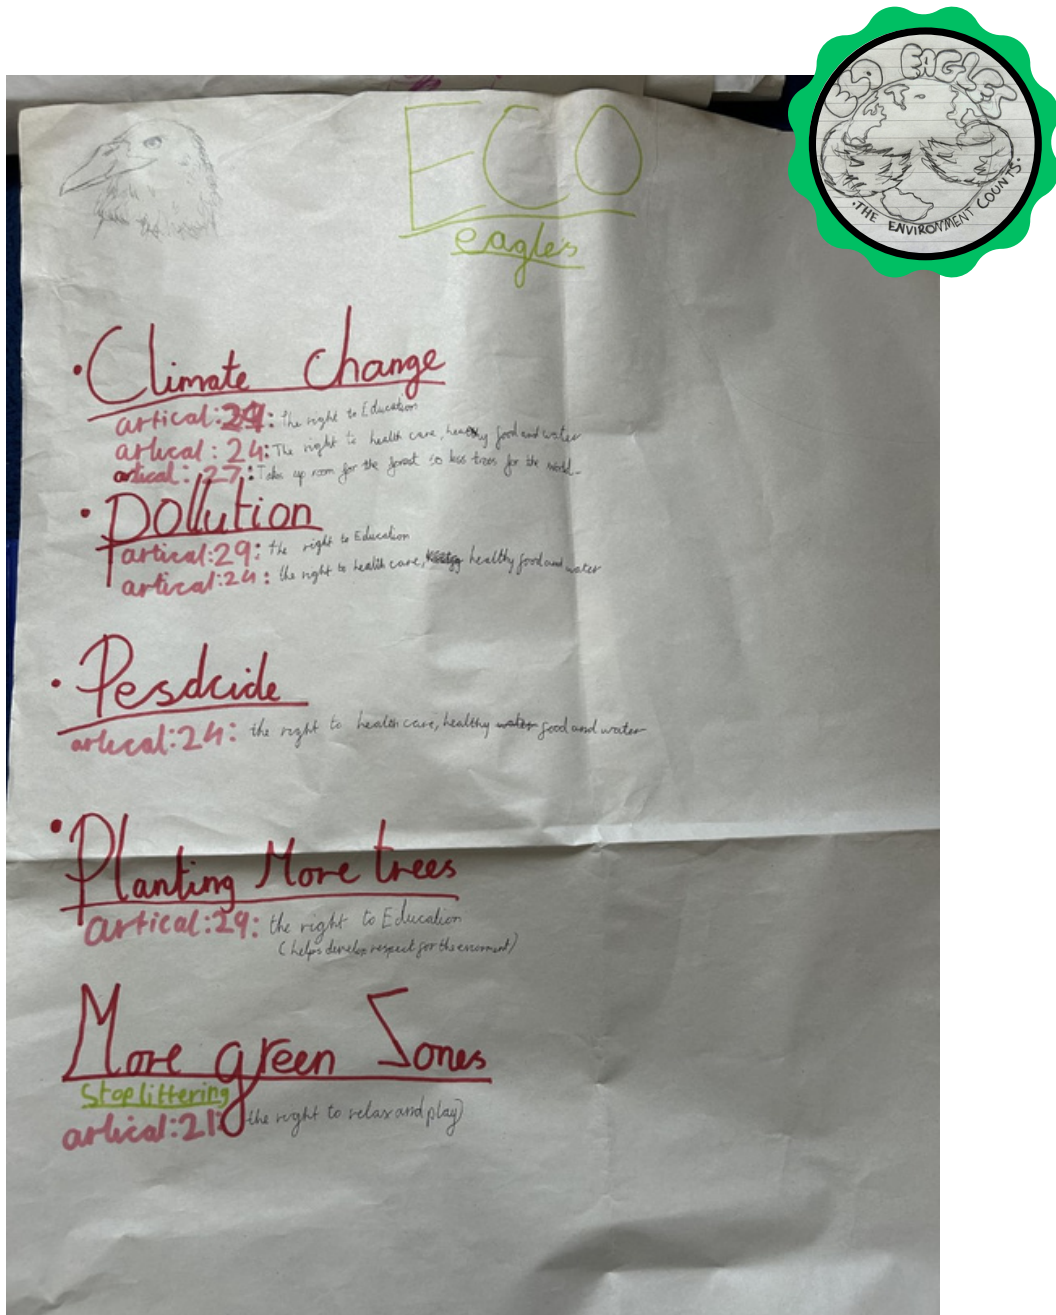 EAGLET
.THE ENVIRONMENT COUNTS.
ECO
eagles
• Climate change
artical:29: the right to Education
artical:24: The right to health care, healthy food and water
artical:27: Takes up room for the forest so less trees for the world.
• Pollution
artical:29: the right to Education
artical:24: the right to health care, healthy food and water
• Pesdcide
artical:24: the right to health care, healthy water food and water
• Planting More trees
artical:29: the right to Education
(helps develop respect for the enorment)
More green Zones
Stop littering
artical:21: the right to relax and play)